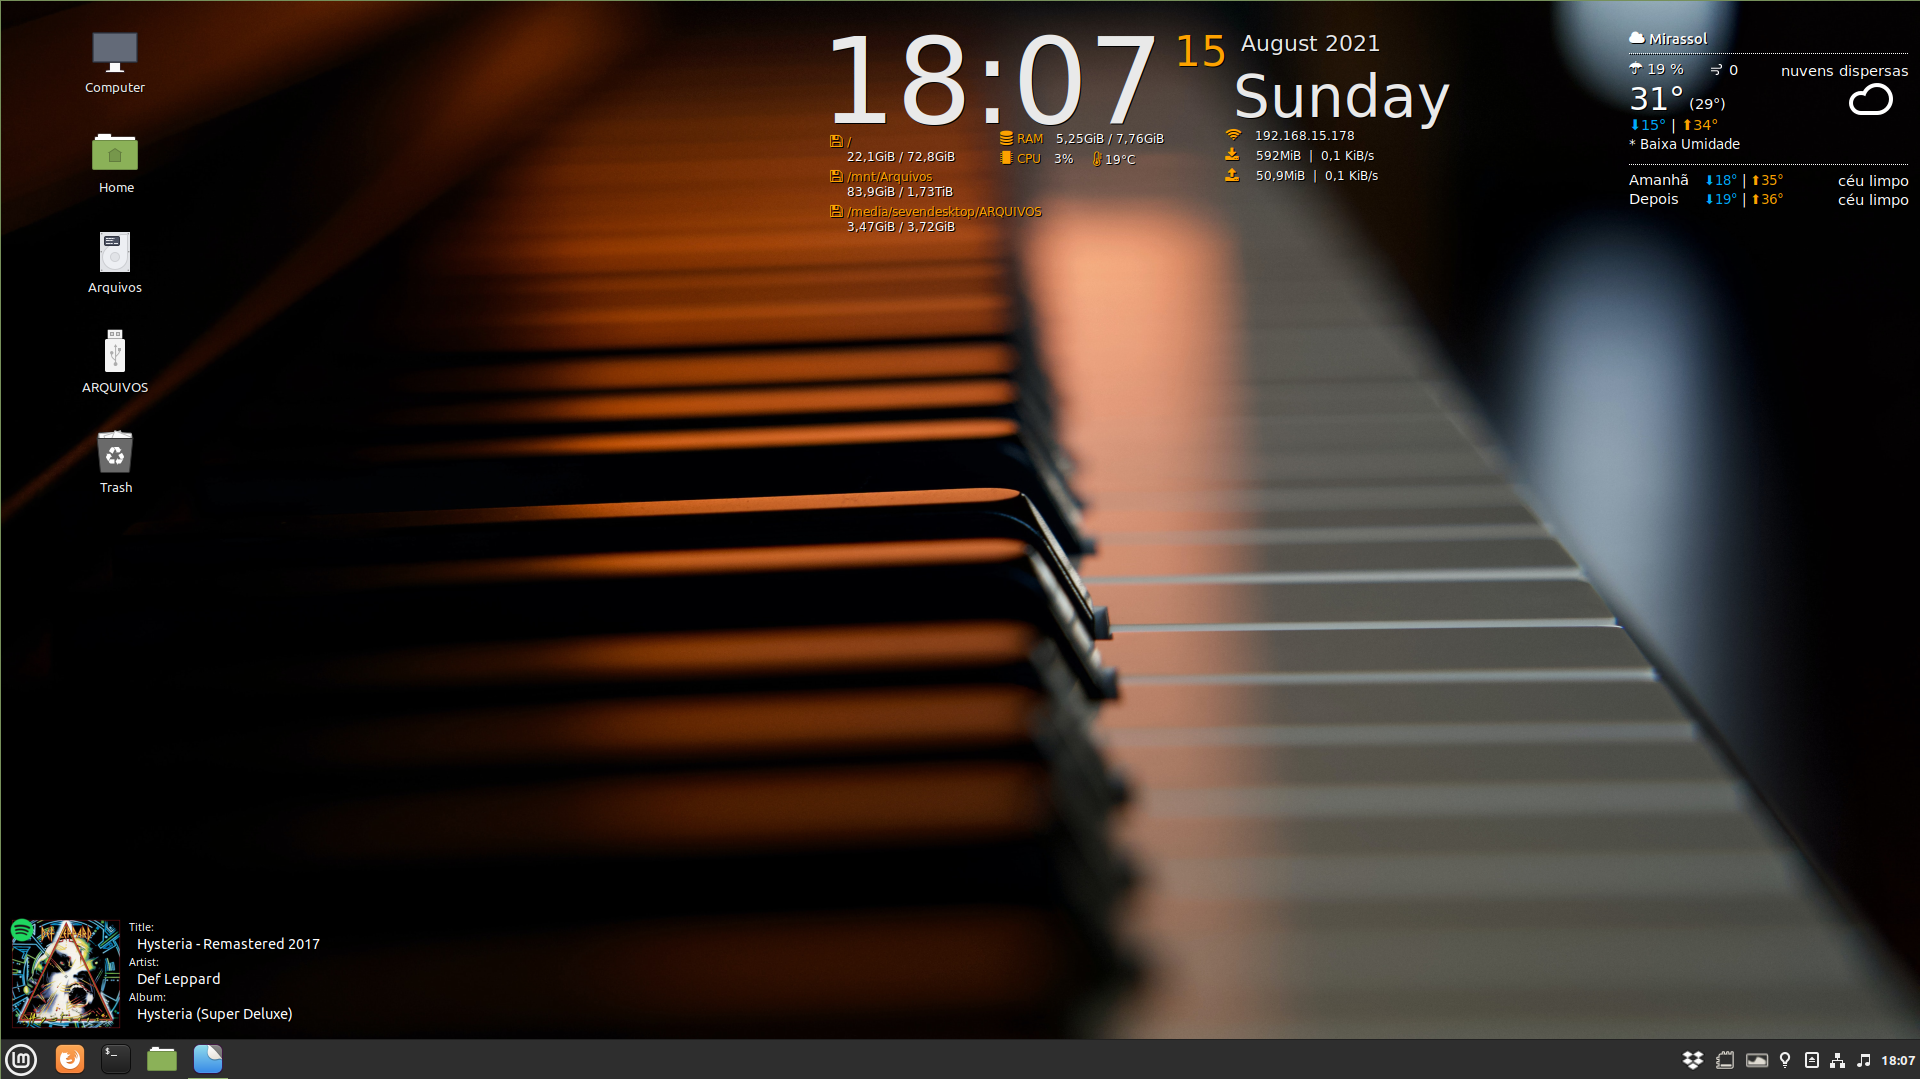 Computer
Home
Arquivos
ARQUIVOS
Trash
18:07
15 August 2021
Sunday
/
22,1GiB / 72,8GiB
/mnt/Arquivos
83,9GiB / 1,73TiB
/media/sevendesktop/ARQUIVOS
3,47GiB / 3,72GiB
RAM 5,25GiB / 7,76GiB
CPU 3% 19°C
192.168.15.178
592MiB | 0,1 KiB/s
50,9MiB | 0,1 KiB/s
Mirassol
19 % 0 nuvens dispersas
31° (29°)
15° | 34°
* Baixa Umidade
Amanhã 18° | 35° céu limpo
Depois 19° | 36° céu limpo
Title:
Hysteria - Remastered 2017
Artist:
Def Leppard
Album:
Hysteria (Super Deluxe)
lm
$_
18:07